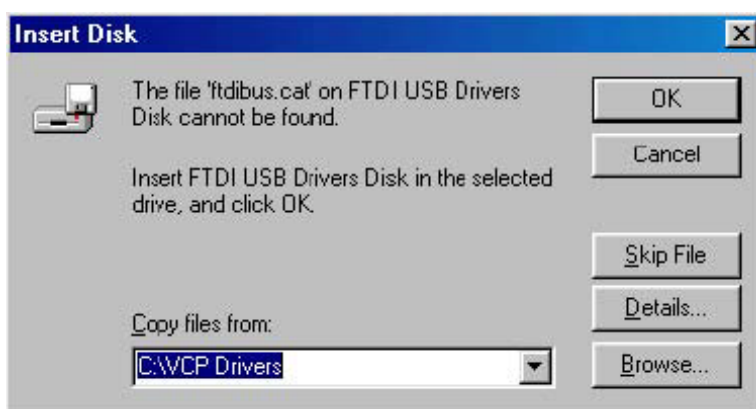 Insert Disk
The file 'ftdibus.cat' on FTDI USB Drivers
Disk cannot be found.
Insert FTDI USB Drivers Disk in the selected
drive, and click OK.
Copy files from:
C:\VCP Drivers
OK
Cancel
Skip File
Details...
Browse...